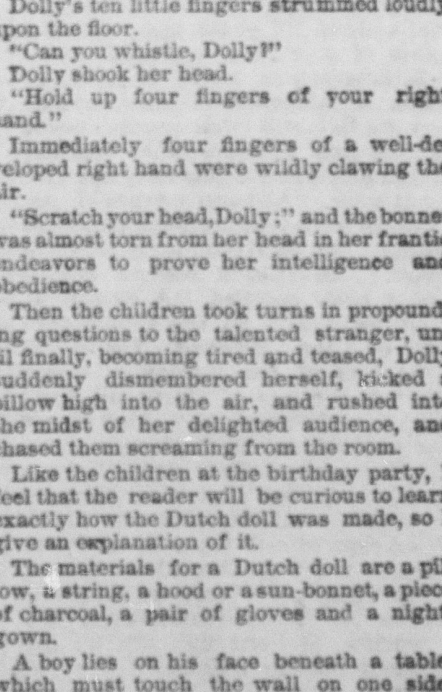 Dolly's ten little fingers strummed loudly
upon the floor.
"Can you whistle, Dolly?"
Dolly shook her head.
"Hold up four fingers of your right
hand."
Immediately four fingers of a well-de
veloped right hand were wildly clawing the
air.
"Scratch your head, Dolly;" and the bonnet
was almost torn from her head in her frantic
endeavors to prove her intelligence and
obedience.
Then the children took turns in propound
ing questions to the talented stranger, un
til finally, becoming tired and teased, Dolly
suddenly dismembered herself, kicked a
pillow high into the air, and rushed into
the midst of her delighted audience, and
chased them screaming from the room.
Like the children at the birthday party,
feel that the reader will be curious to learn
exactly how the Dutch doll was made, so
give an explanation of it.
The materials for a Dutch doll are a pil
low, a string, a hood or a sun-bonnet, a piece
of charcoal, a pair of gloves and a night
gown.
A boy lies on his face beneath a table
which must touch the wall on one side